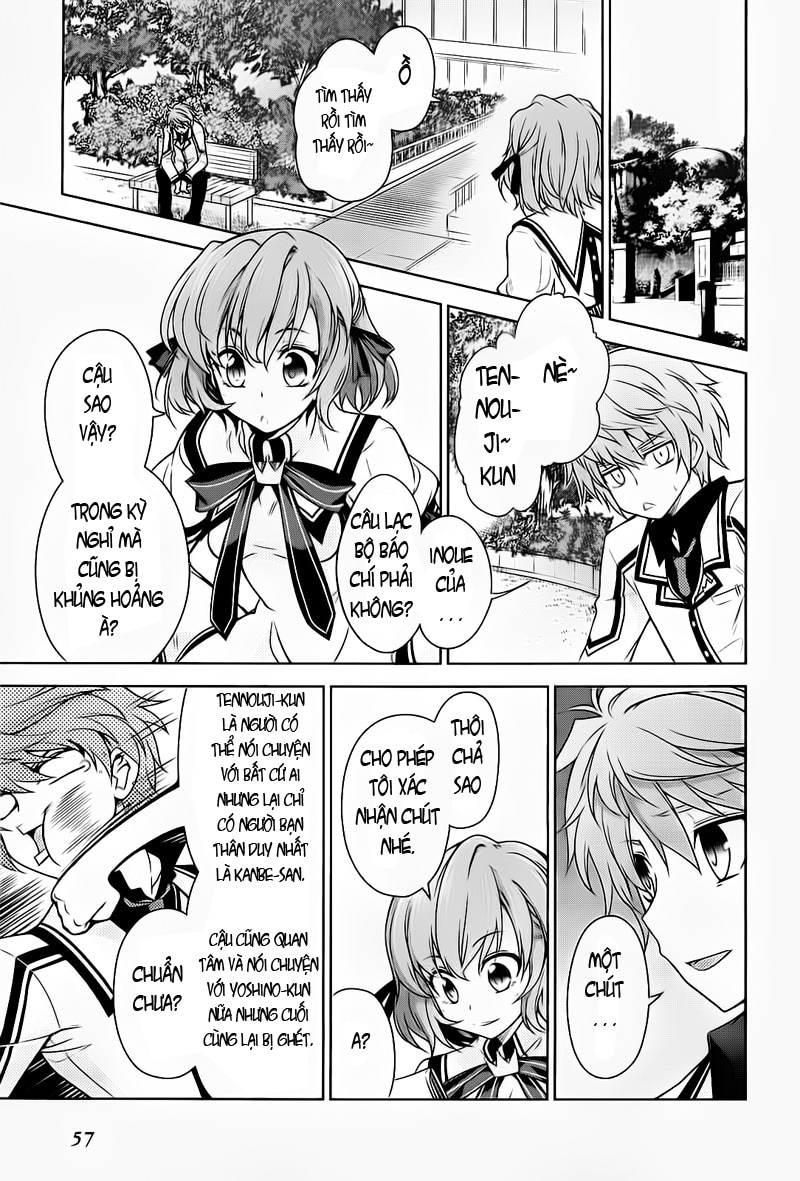 Ồ
TÌM THẤY
RỒI TÌM
THẤY RỒI~
NÈ~
TEN-
NOU-
JI~
KUN
INOUE CỦA
...
CÂU LẠC
BỘ BÁO
CHÍ PHẢI
KHÔNG?
CẬU
SAO
VẬY?
TRONG KỲ
NGHỈ MÀ
CŨNG BỊ
KHỦNG HOẢNG
À?
MỘT
CHÚT
...
THÔI
CHẢ
SAO
CHO PHÉP
TÔI XÁC
NHẬN CHÚT
NHÉ.
A?
TENNOUJI-KUN
LÀ NGƯỜI CÓ
THỂ NÓI CHUYỆN
VỚI BẤT CỨ AI
NHƯNG LẠI CHỈ
CÓ NGƯỜI BẠN
THÂN DUY NHẤT
LÀ KANBE-SAN.
CẬU CŨNG QUAN
TÂM VÀ NÓI CHUYỆN
VỚI YOSHINO-KUN
NỮA NHƯNG CUỐI
CÙNG LẠI BỊ GHÉT.
CHUẨN
CHƯA?
57